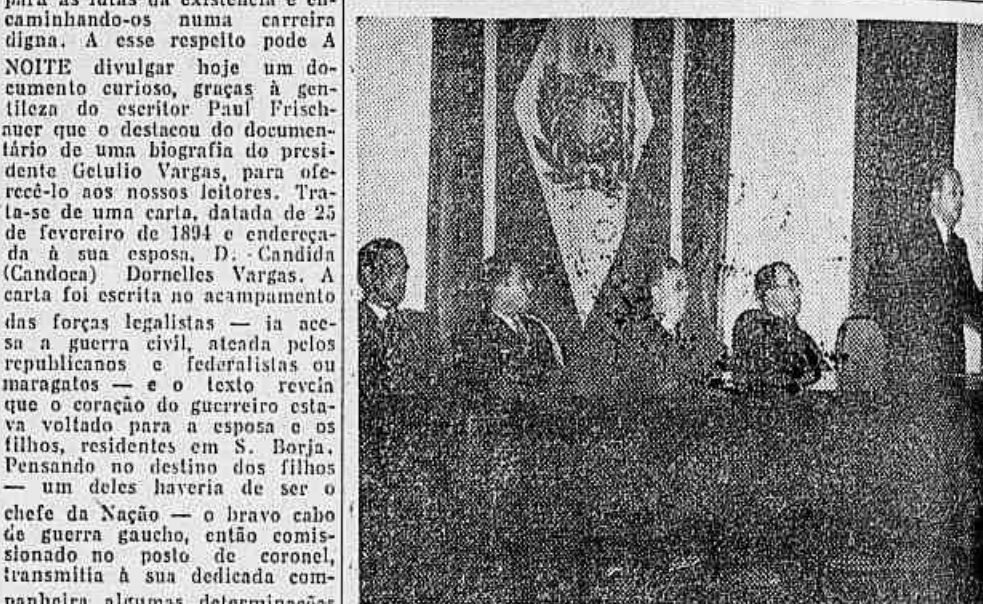 para as lutas da existência e en-
caminhando-os numa carreira
digna. A esse respeito pode A
NOITE divulgar hoje um do-
cumento curioso, graças à gen-
tileza do escritor Paul Frisch-
auer que o destacou do documen-
tário de uma biografia do presi-
dente Getulio Vargas, para ofe-
recê-lo aos nossos leitores. Tra-
ta-se de uma carta, datada de 25
de fevereiro de 1894 e endereça-
da à sua esposa, D. Candida
(Candoca) Dornelles Vargas. A
carta foi escrita no acampamento
das forças legalistas — ia ace-
sa a guerra civil, ateada pelos
republicanos e federalistas ou
maragatos — e o texto revela
que o coração do guerreiro esta-
va voltado para a esposa e os
filhos, residentes em S. Borja.
Pensando no destino dos filhos
— um deles haveria de ser o
chefe da Nação — o bravo cabo
de guerra gaucho, então comis-
sionado no posto de coronel,
transmitia à sua dedicada com-
panheira algumas determinações